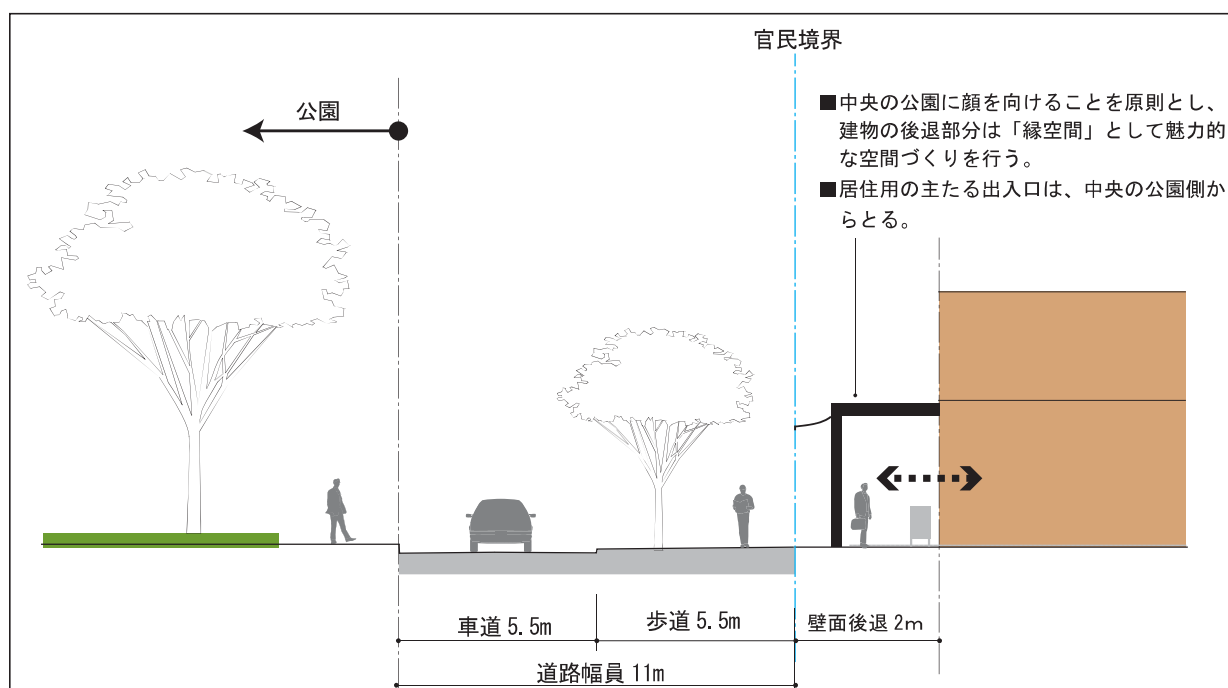 官民境界
公園
■中央の公園に顔を向けることを原則とし、
建物の後退部分は「縁空間」として魅力的
な空間づくりを行う。
■居住用の主たる出入口は、中央の公園側か
らとる。
車道 5.5m
歩道 5.5m
壁面後退 2m
道路幅員 11m